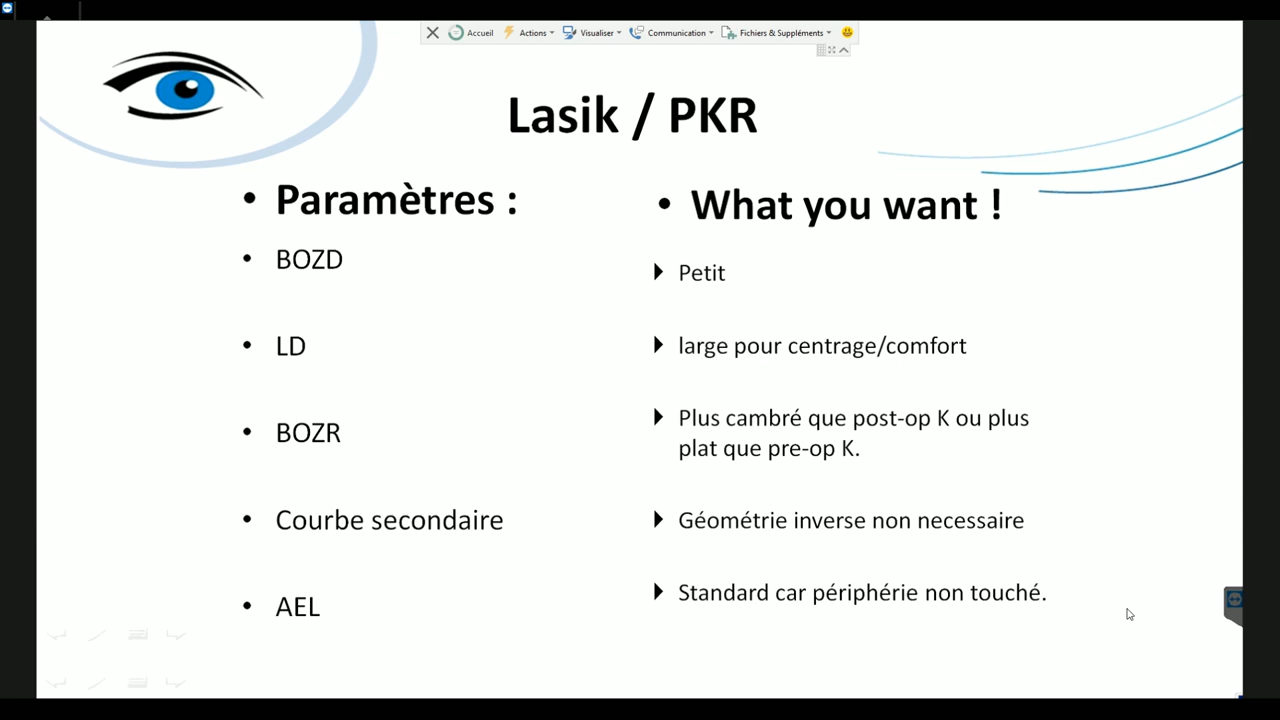 Accueil Actions Visualiser Communication Fichiers & Suppléments
Lasik / PKR
• Paramètres :
• BOZD
• LD
• BOZR
• Courbe secondaire
• AEL
• What you want !
Petit
large pour centrage/comfort
Plus cambré que post-op K ou plus
plat que pre-op K.
Géométrie inverse non necessaire
Standard car périphérie non touché.